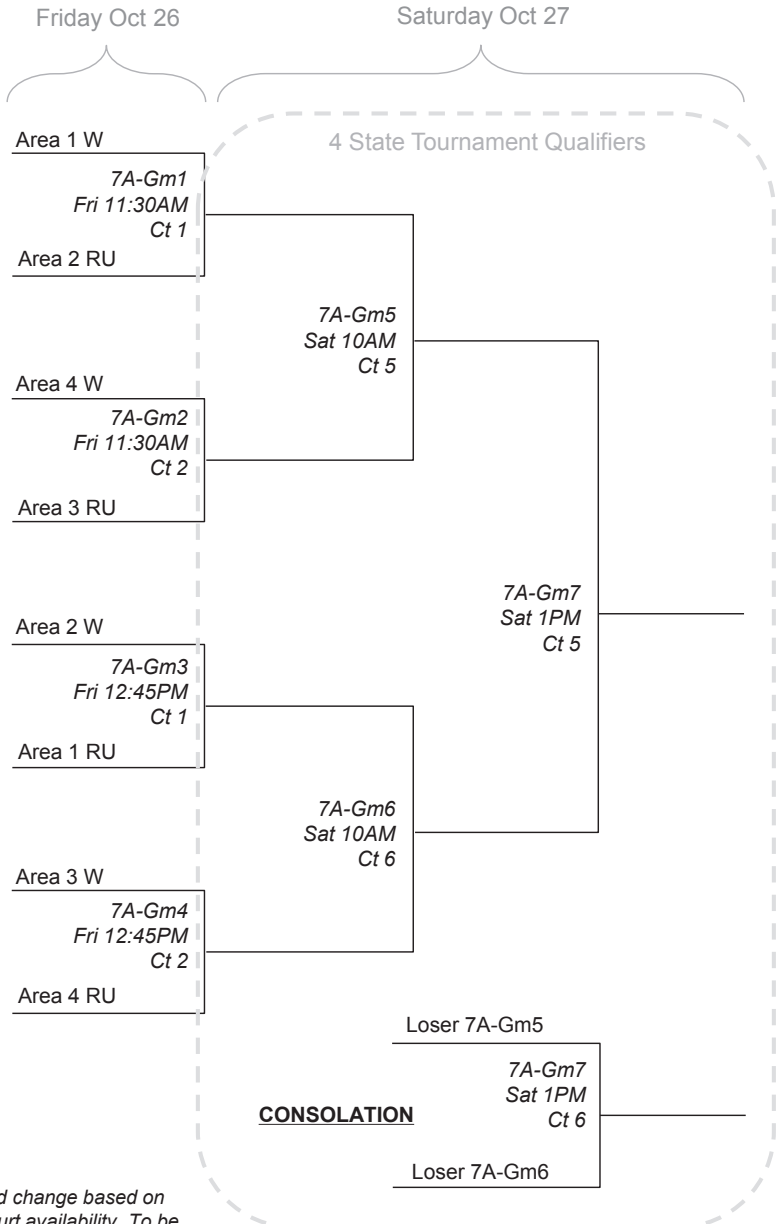 Friday Oct 26
Saturday Oct 27
4 State Tournament Qualifiers
Area 1 W
7A-Gm1
Fri 11:30AM
Ct 1
Area 2 RU
7A-Gm5
Sat 10AM
Ct 5
Area 4 W
7A-Gm2
Fri 11:30AM
Ct 2
Area 3 RU
7A-Gm7
Sat 1PM
Ct 5
Area 2 W
7A-Gm3
Fri 12:45PM
Ct 1
Area 1 RU
7A-Gm6
Sat 10AM
Ct 6
Area 3 W
7A-Gm4
Fri 12:45PM
Ct 2
Area 4 RU
Loser 7A-Gm5
7A-Gm7
Sat 1PM
Ct 6
CONSOLATION
Loser 7A-Gm6
d change based on
urt availability. To be